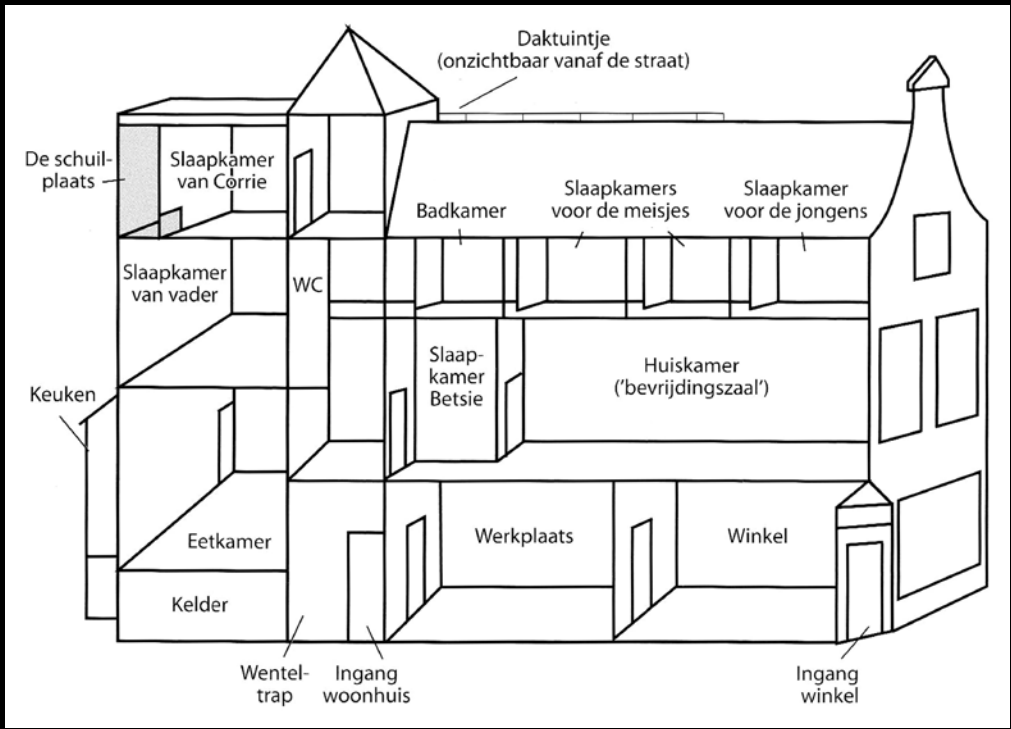 Daktuintje
(onzichtbaar vanaf de straat)
De schuil-
plaats
Slaapkamer
van Corrie
Badkamer
Slaapkamers
voor de meisjes
Slaapkamer
voor de jongens
Slaapkamer
van vader
WC
Keuken
Slaap-
kamer
Betsie
Huiskamer
('bevrijdingszaal')
Eetkamer
Werkplaats
Winkel
Kelder
Wentel-
trap
Ingang
woonhuis
Ingang
winkel